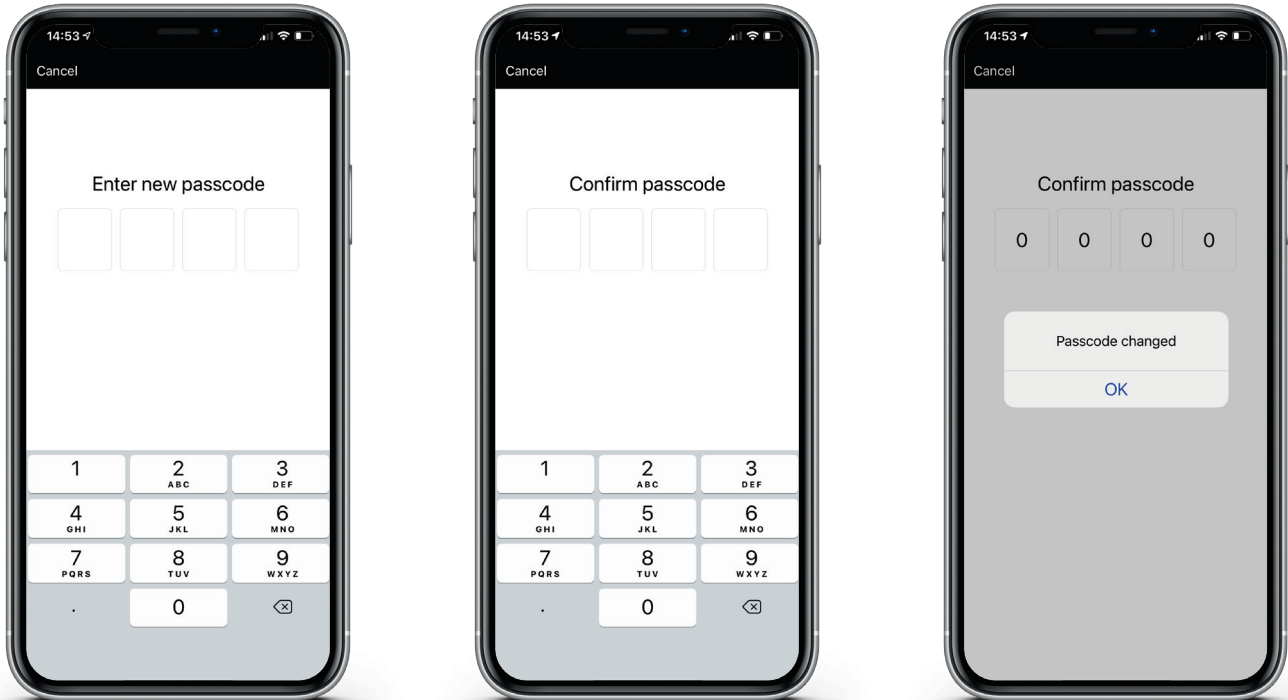 14:53
Cancel
Enter new passcode
1
2
ABC
3
DEF
4
GHI
5
JKL
6
MNO
7
PQRS
8
TUV
9
WXYZ
.
0
14:53
Cancel
Confirm passcode
1
2
ABC
3
DEF
4
GHI
5
JKL
6
MNO
7
PQRS
8
TUV
9
WXYZ
.
0
14:53
Cancel
Confirm passcode
0 0 0 0
Passcode changed
OK